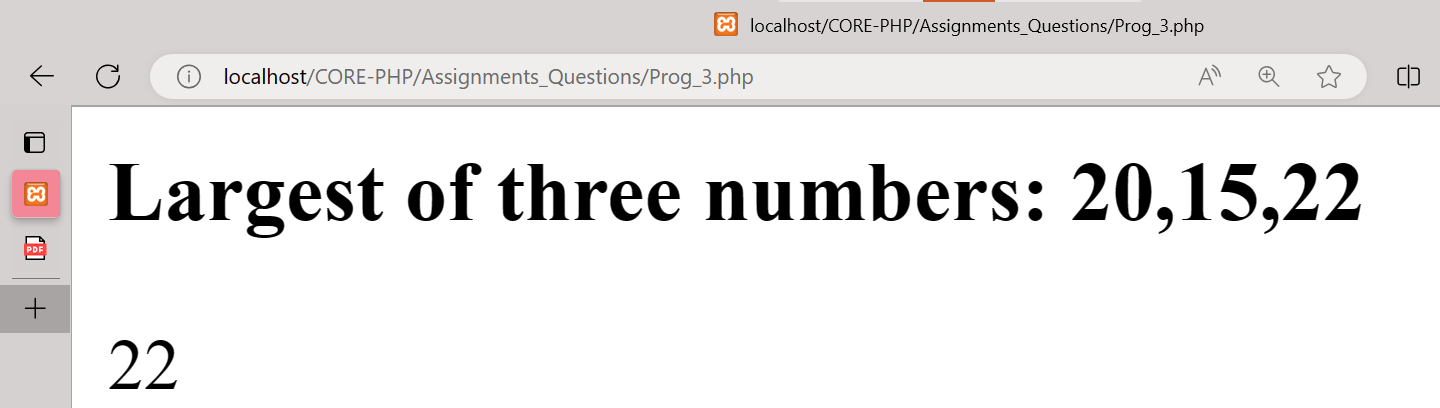 localhost/CORE-PHP/Assignments_Questions/Prog_3.php
localhost/CORE-PHP/Assignments_Questions/Prog_3.php
PDF
Largest of three numbers: 20,15,22
22